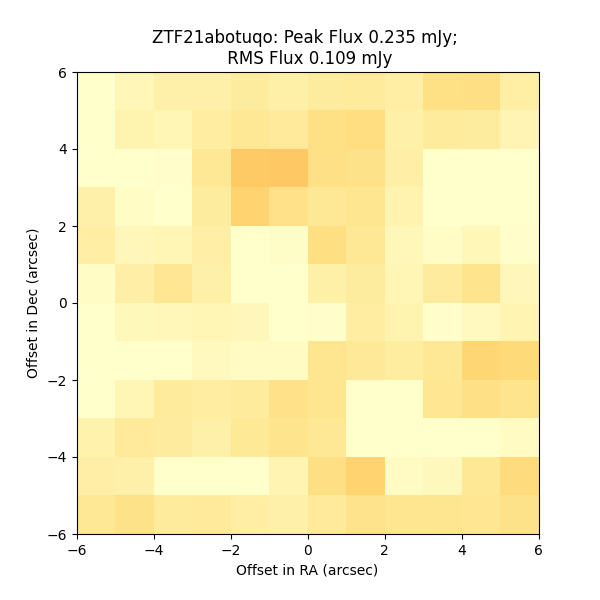 ZTF21abotuqo: Peak Flux 0.235 mJy;
RMS Flux 0.109 mJy
6
4
2
0
−2
−4
−6
Offset in Dec (arcsec)
−6 −4 −2 0 2 4 6
Offset in RA (arcsec)